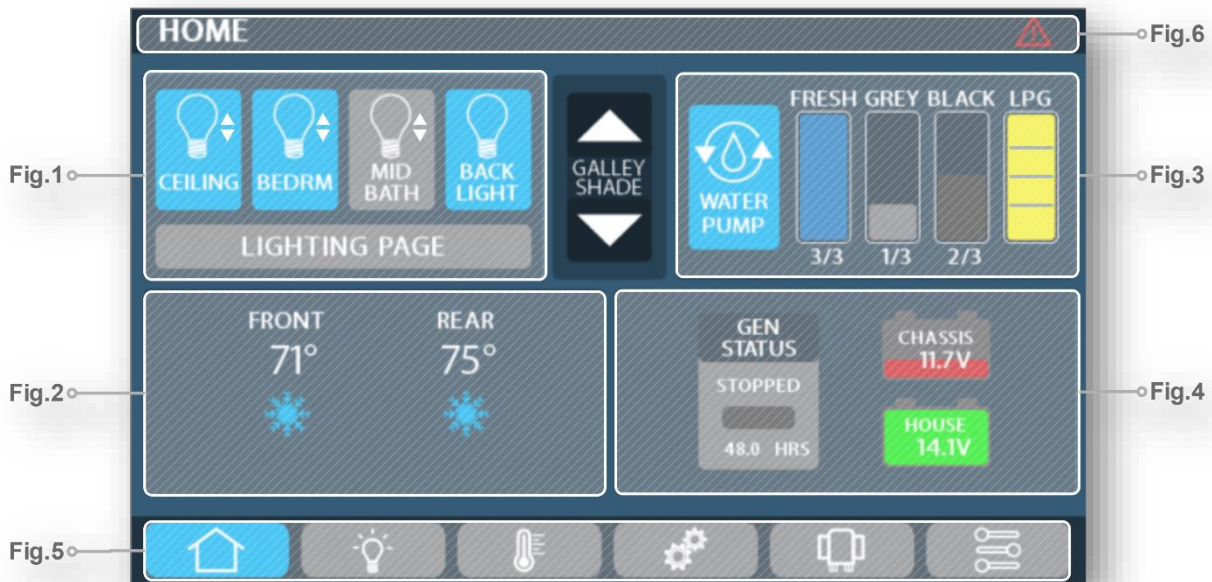 HOME
Fig.6
CEILING
BEDRM
MID
BATH
BACK
LIGHT
LIGHTING PAGE
Fig.1
GALLEY
SHADE
WATER
PUMP
FRESH GREY BLACK LPG
3/3 1/3 2/3
Fig.3
FRONT
71°
REAR
75°
Fig.2
GEN
STATUS
STOPPED
48.0 HRS
CHASSIS
11.7V
HOUSE
14.1V
Fig.4
Fig.5